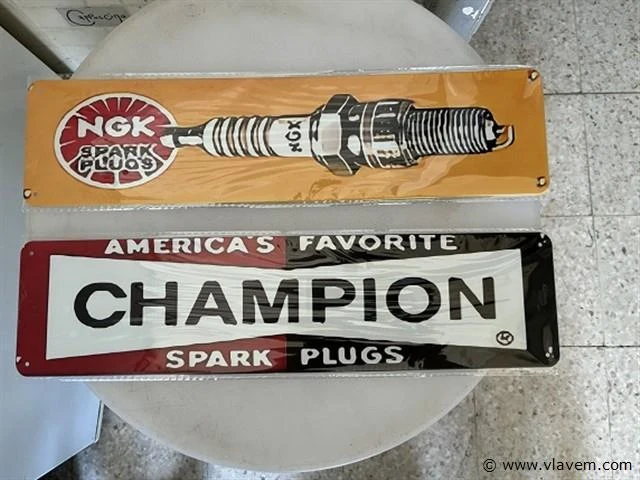 NGK
SPARK
PLUGS
NGK
AMERICA'S FAVORITE
CHAMPION
SPARK PLUGS
© www.vlavem.com